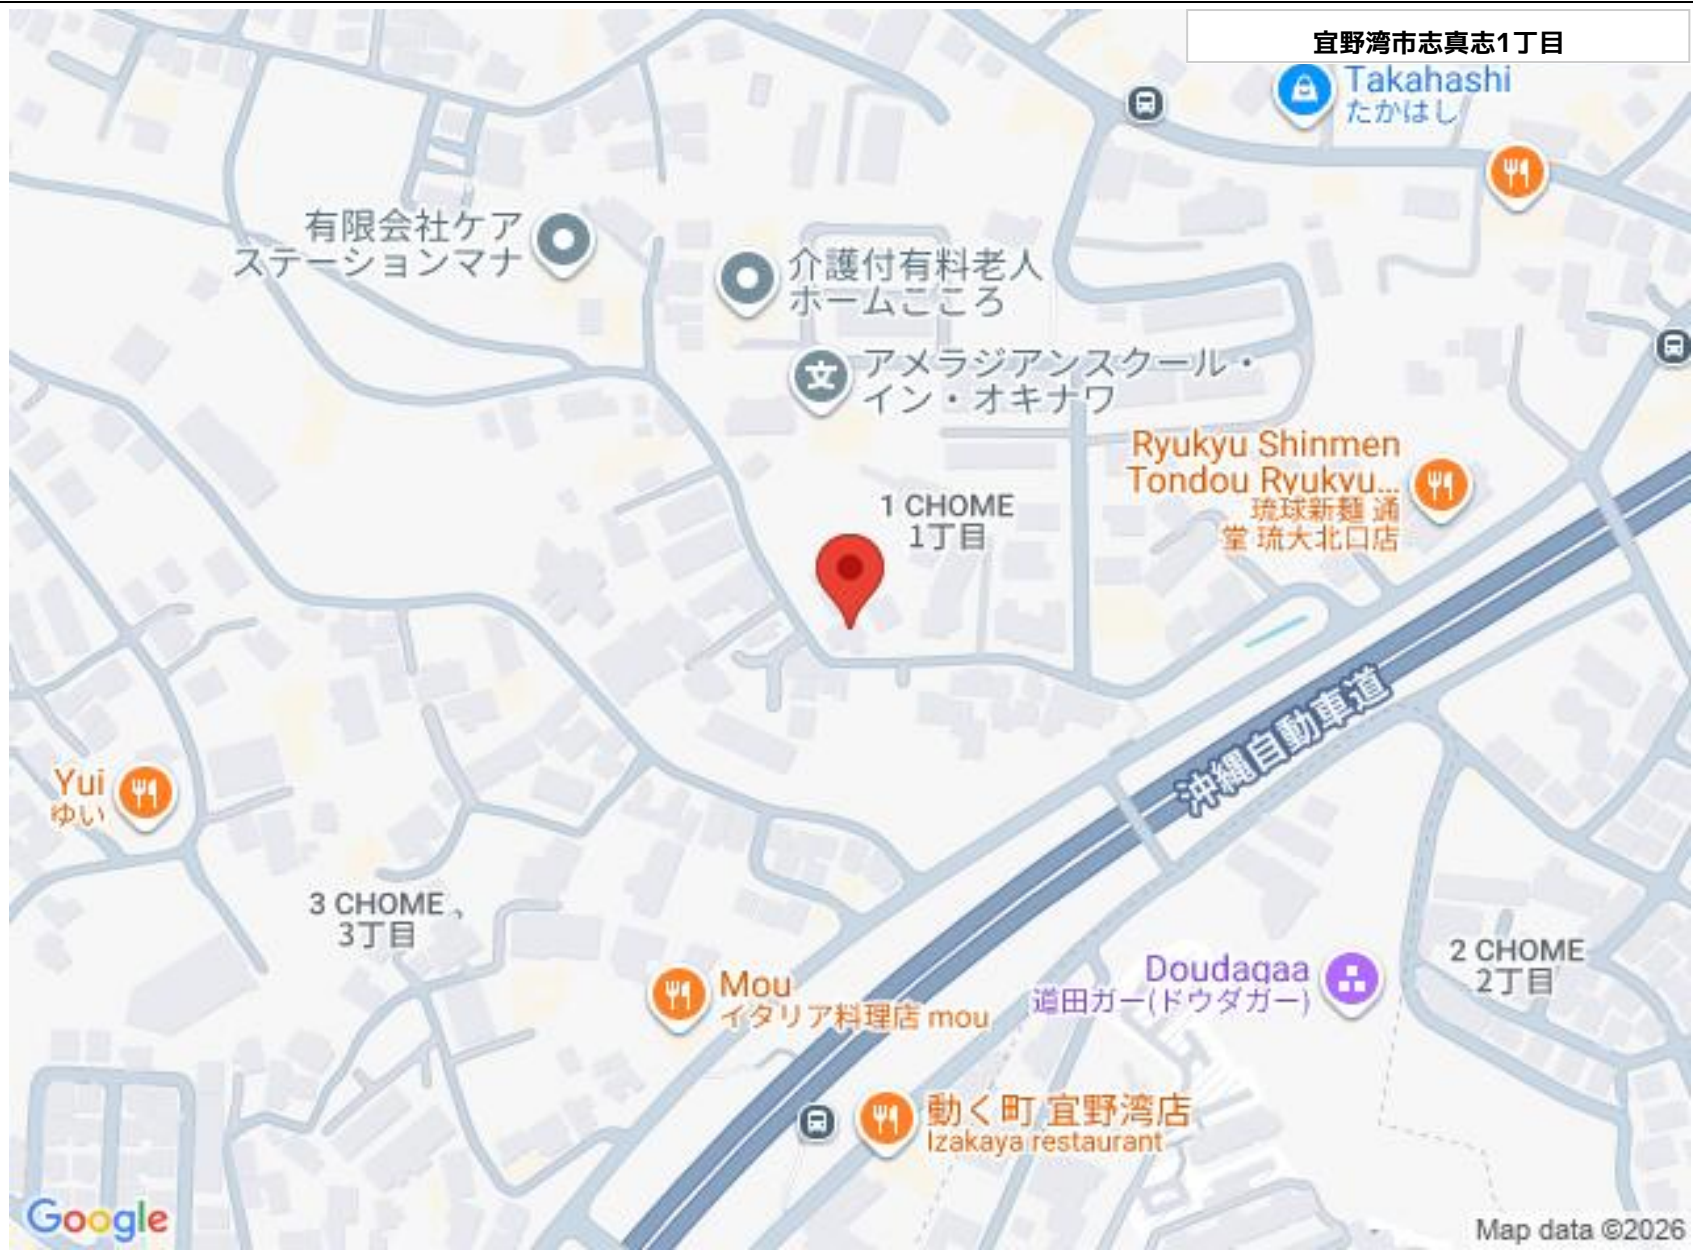 宜野湾市志真志1丁目
Takahashi
たかはし
有限会社ケア
ステーションマナ
介護付有料老人
ホームこころ
アメラジアンスクール・
イン・オキナワ
Ryukyu Shinmen
Tondou Ryukyu...
琉球新麺 通
堂 琉大北口店
1 CHOME
1丁目
沖縄自動車道
Yui
ゆい
3 CHOME
3丁目
2 CHOME
2丁目
Doudagaa
道田ガー(ドウダガー)
Mou
イタリア料理店 mou
動く町 宜野湾店
Izakaya restaurant
Google
Map data ©2026